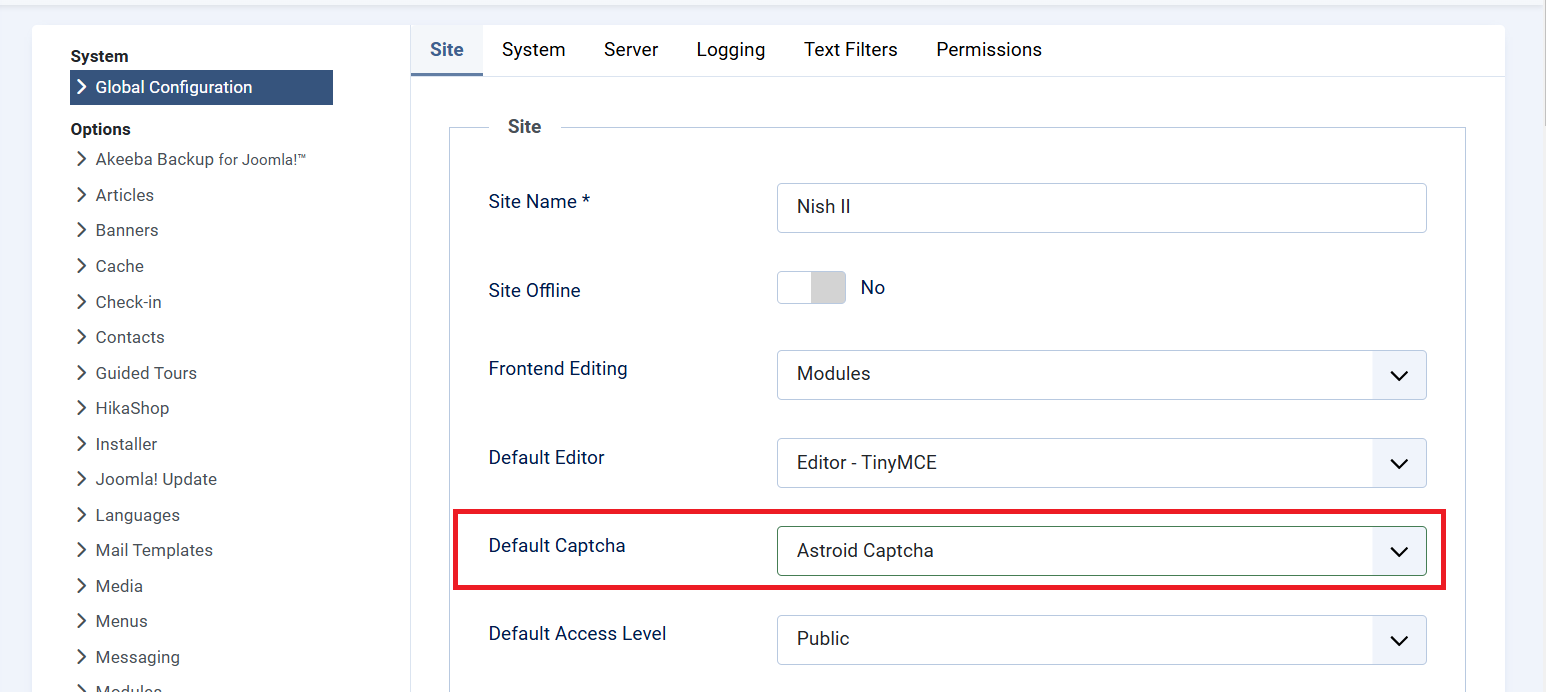 System
Global Configuration
Options
Akeeba Backup for Joomla!™
Articles
Banners
Cache
Check-in
Contacts
Guided Tours
HikaShop
Installer
Joomla! Update
Languages
Mail Templates
Media
Menus
Messaging
Modules
Site System Server Logging Text Filters Permissions
Site
Site Name * Nish II
Site Offline No
Frontend Editing Modules
Default Editor Editor - TinyMCE
Default Captcha Astroid Captcha
Default Access Level Public